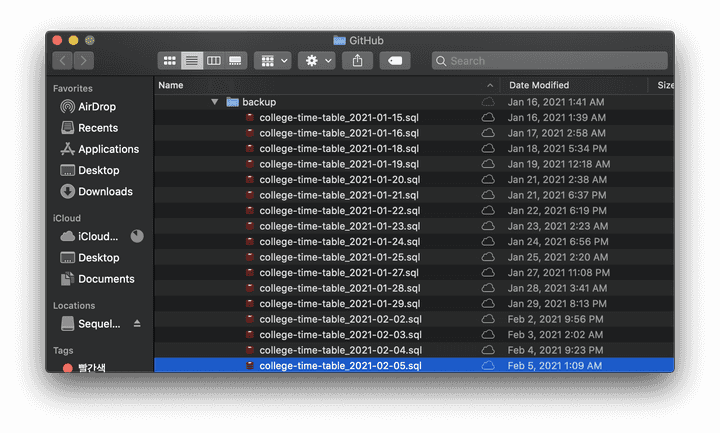 GitHub
Search
Favorites
AirDrop
Recents
Applications
Desktop
Downloads
iCloud
iCloud...
Desktop
Documents
Locations
Sequel...
Tags
빨간색
Name Date Modified Size
backup Jan 16, 2021 1:41 AM
college-time-table_2021-01-15.sql Jan 16, 2021 1:39 AM
college-time-table_2021-01-16.sql Jan 17, 2021 2:58 AM
college-time-table_2021-01-18.sql Jan 18, 2021 5:34 PM
college-time-table_2021-01-19.sql Jan 19, 2021 12:18 AM
college-time-table_2021-01-20.sql Jan 21, 2021 2:38 AM
college-time-table_2021-01-21.sql Jan 21, 2021 6:37 PM
college-time-table_2021-01-22.sql Jan 22, 2021 6:19 PM
college-time-table_2021-01-23.sql Jan 23, 2021 2:23 AM
college-time-table_2021-01-24.sql Jan 24, 2021 6:56 PM
college-time-table_2021-01-25.sql Jan 25, 2021 2:20 AM
college-time-table_2021-01-27.sql Jan 27, 2021 11:08 PM
college-time-table_2021-01-28.sql Jan 28, 2021 3:41 AM
college-time-table_2021-01-29.sql Jan 29, 2021 8:13 PM
college-time-table_2021-02-02.sql Feb 2, 2021 9:56 PM
college-time-table_2021-02-03.sql Feb 3, 2021 2:02 AM
college-time-table_2021-02-04.sql Feb 4, 2021 9:23 PM
college-time-table_2021-02-05.sql Feb 5, 2021 1:09 AM